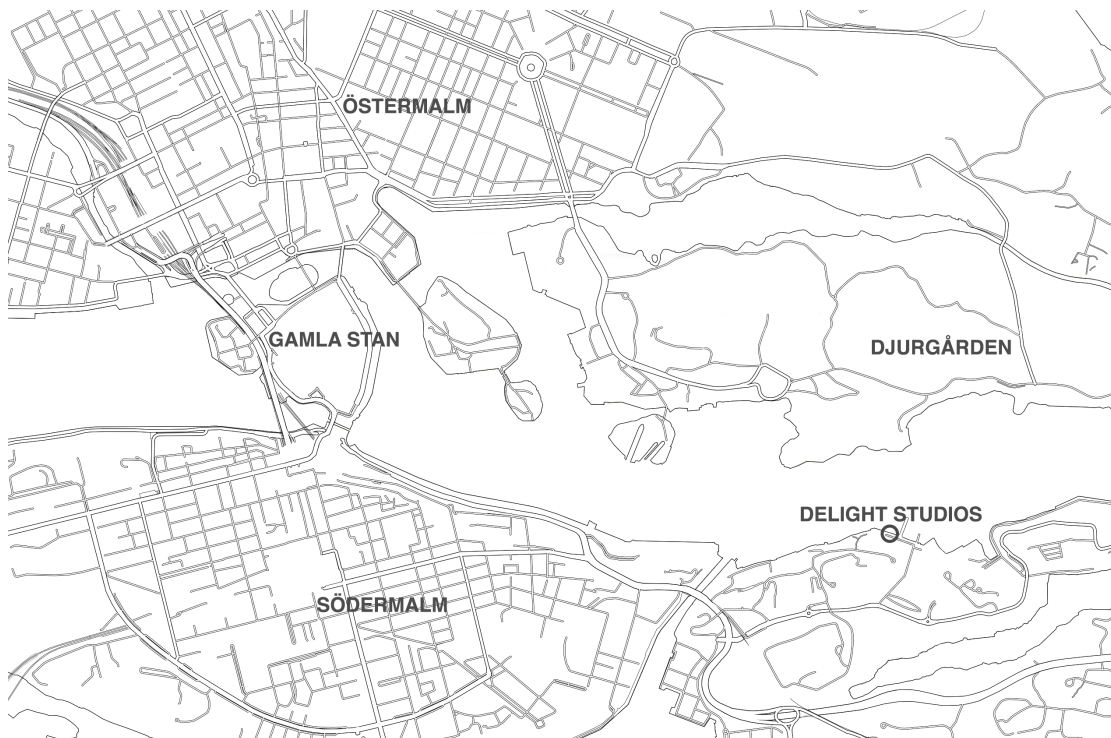 ÖSTERMALM
GAMLA STAN
DJURGÅRDEN
DELIGHT STUDIOS
SÖDERMALM